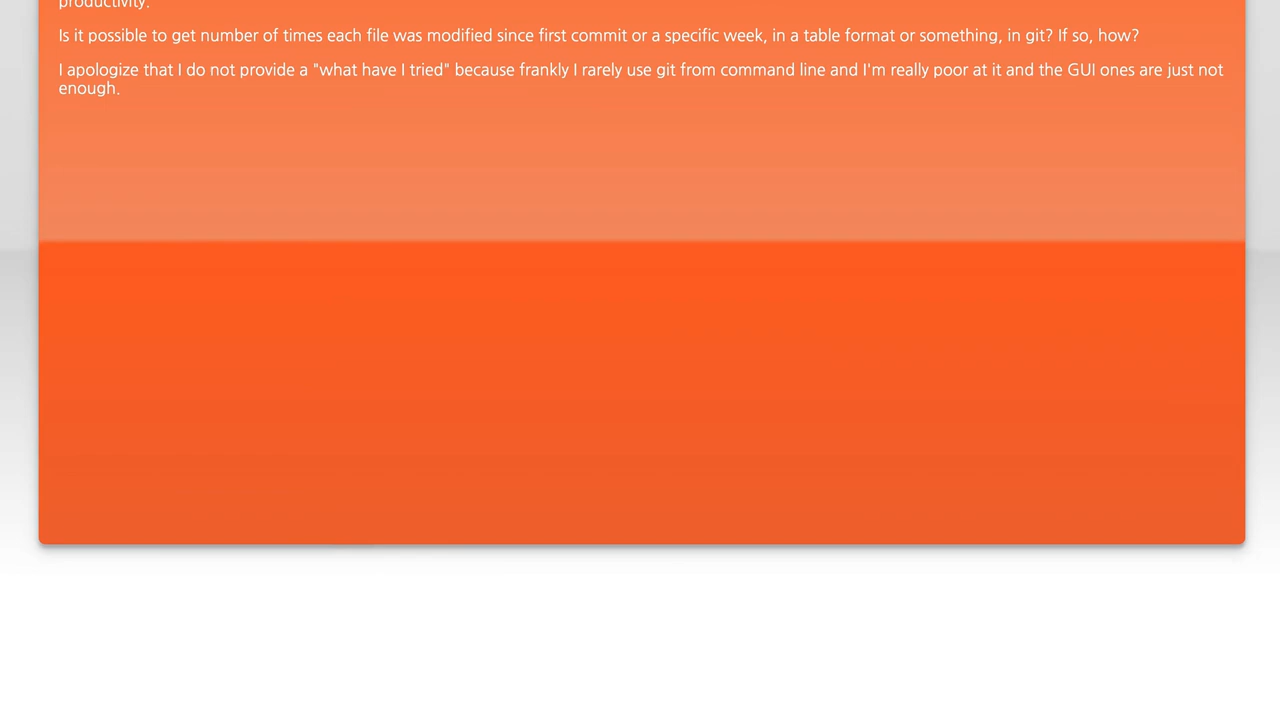 productivity.
Is it possible to get number of times each file was modified since first commit or a specific week, in a table format or something, in git? If so, how?
I apologize that I do not provide a "what have I tried" because frankly I rarely use git from command line and I'm really poor at it and the GUI ones are just not
enough.